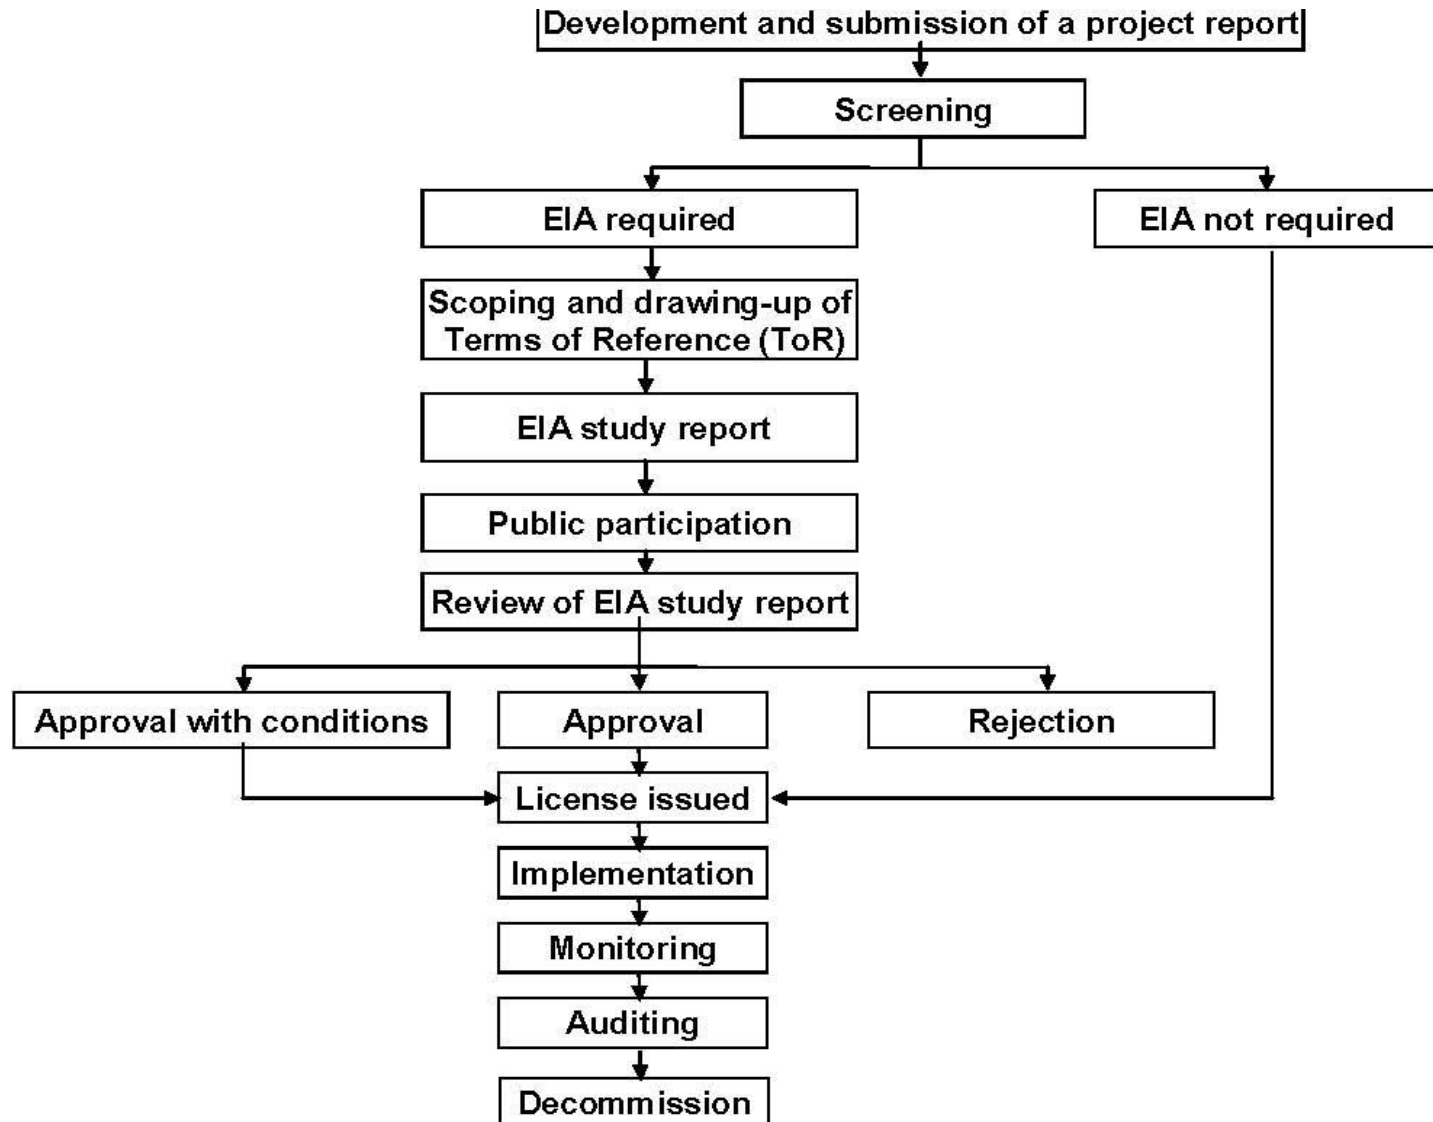 Development and submission of a project report
Screening
EIA required
EIA not required
Scoping and drawing-up of
Terms of Reference (ToR)
EIA study report
Public participation
Review of EIA study report
Approval with conditions
Approval
Rejection
License issued
Implementation
Monitoring
Auditing
Decommission